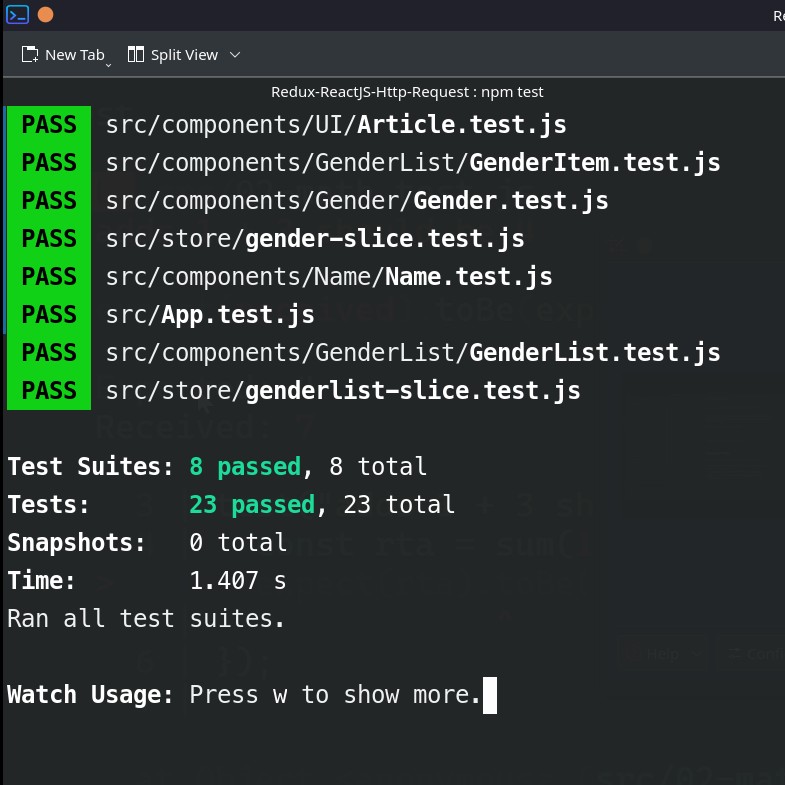 Re
New Tab Split View
Redux-ReactJS-Http-Request : npm test
PASS src/components/UI/Article.test.js
PASS src/components/GenderList/GenderItem.test.js
PASS src/components/Gender/Gender.test.js
PASS src/store/gender-slice.test.js
PASS src/components/Name/Name.test.js
PASS src/App.test.js
PASS src/components/GenderList/GenderList.test.js
PASS src/store/genderlist-slice.test.js
Received: 7
Test Suites: 8 passed, 8 total
Tests: 23 passed, 23 total
Snapshots: 0 total
Time: 1.407 s
Ran all test suites.
Help
Watch Usage: Press w to show more.